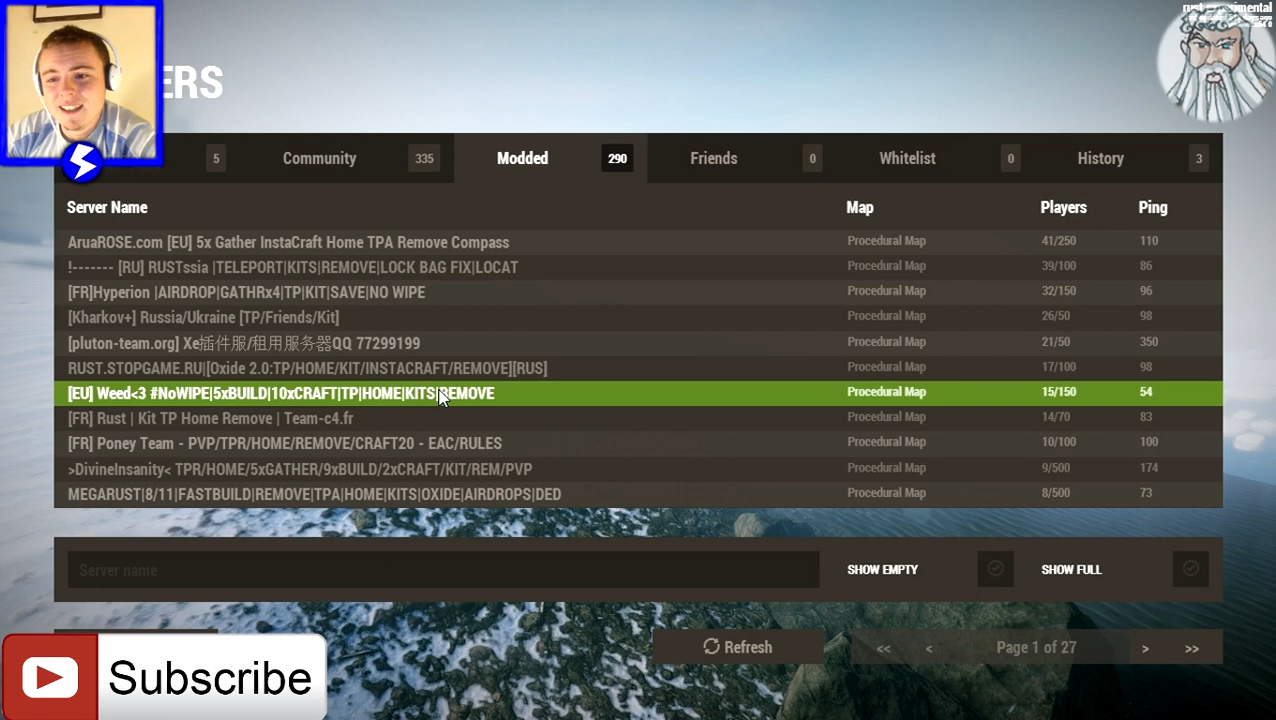 rust experimental
ERS
5
Community 335
Modded 290
Friends 0
Whitelist 0
History 3
Server Name Map Players Ping
AruaROSE.com [EU] 5x Gather InstaCraft Home TPA Remove Compass Procedural Map 41/250 110
!------- [RU] RUSTssia |TELEPORT|KITS|REMOVE|LOCK BAG FIX|LOCAT Procedural Map 39/100 86
[FR]Hyperion |AIRDROP|GATHRx4|TP|KIT|SAVE|NO WIPE Procedural Map 32/150 96
[Kharkov+] Russia/Ukraine [TP/Friends/Kit] Procedural Map 26/50 98
[pluton-team.org] Xe插件服/租用服务器QQ 77299199 Procedural Map 21/50 350
RUST.STOPGAME.RU|[Oxide 2.0:TP/HOME/KIT/INSTACRAFT/REMOVE][RUS] Procedural Map 17/100 98
[EU] Weed<3 #NoWIPE|5xBUILD|10xCRAFT|TP|HOME|KITS|REMOVE Procedural Map 15/150 54
[FR] Rust | Kit TP Home Remove | Team-c4.fr Procedural Map 14/70 83
[FR] Poney Team - PVP/TPR/HOME/REMOVE/CRAFT20 - EAC/RULES Procedural Map 10/100 100
>DivineInsanity< TPR/HOME/5xGATHER/9xBUILD/2xCRAFT/KIT/REM/PVP Procedural Map 9/500 174
MEGARUST|8/11|FASTBUILD|REMOVE|TPA|HOME|KITS|OXIDE|AIRDROPS|DED Procedural Map 8/500 73
Server name SHOW EMPTY SHOW FULL
Refresh << < Page 1 of 27 > >>
Subscribe